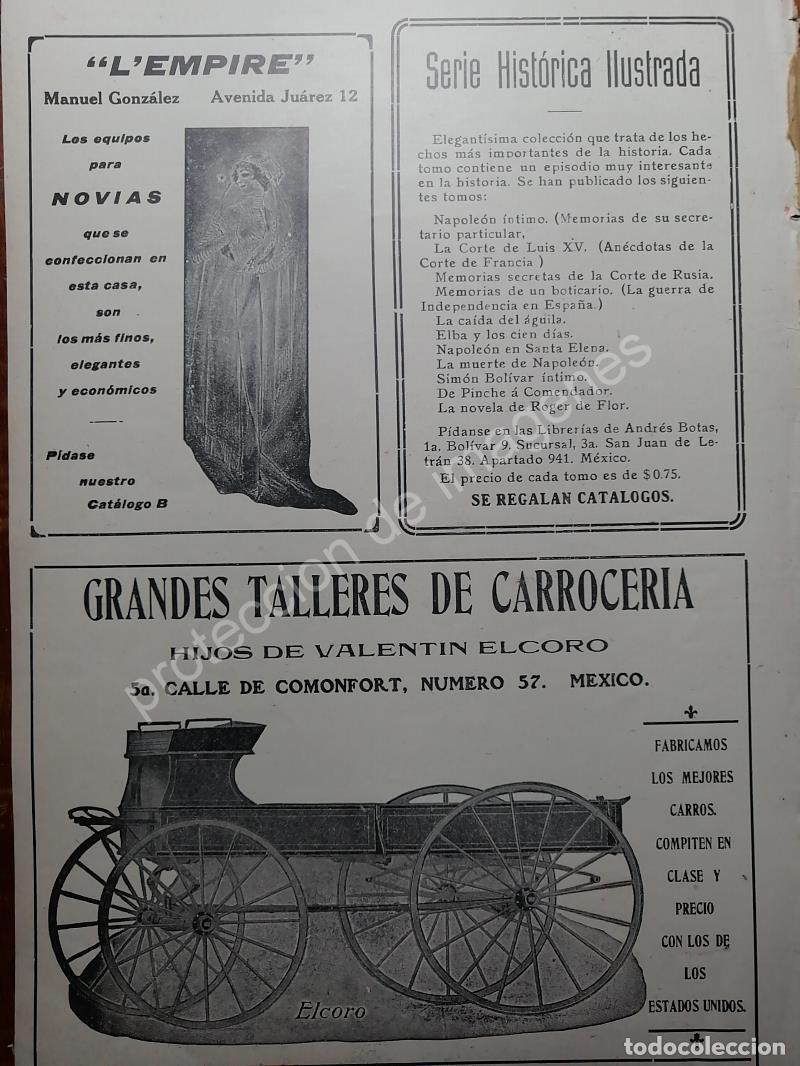 "L'EMPIRE"
Manuel González Avenida Juárez 12
Los equipos
para
NOVIAS
que se
confeccionan en
esta casa,
son
los más finos,
elegantes
y económicos
Pidase
nuestro
Catálogo B
Serie Histórica Ilustrada
Elegantísima colección que trata de los he-
chos más importantes de la historia. Cada
tomo contiene un episodio muy interesante
en la historia. Se han publicado los siguien-
tes tomos:
Napoleón íntimo. (Memorias de su secre-
tario particular,
La Corte de Luis XV. (Anécdotas de la
Corte de Francia)
Memorias secretas de la Corte de Rusia.
Memorias de un boticario. (La guerra de
Independencia en España.)
La caída del águila.
Elba y los cien días.
Napoleón en Santa Elena.
La muerte de Napoleón.
Simón Bolívar íntimo.
De Pinche á Comendador.
La novela de Roger de Flor.
Pídanse en las Librerías de Andrés Botas,
1a. Bolívar 9. Sucursal, 3a. San Juan de Le-
trán 38. Apartado 941. México.
El precio de cada tomo es de $0.75.
SE REGALAN CATALOGOS.
GRANDES TALLERES DE CARROCERIA
HIJOS DE VALENTIN ELCORO
5a. CALLE DE COMONFORT, NUMERO 57. MEXICO.
FABRICAMOS
LOS MEJORES
CARROS.
COMPITEN EN
CLASE Y
PRECIO
CON LOS DE
LOS
ESTADOS UNIDOS.
Elcoro
protección de imágenes
todocoleccion